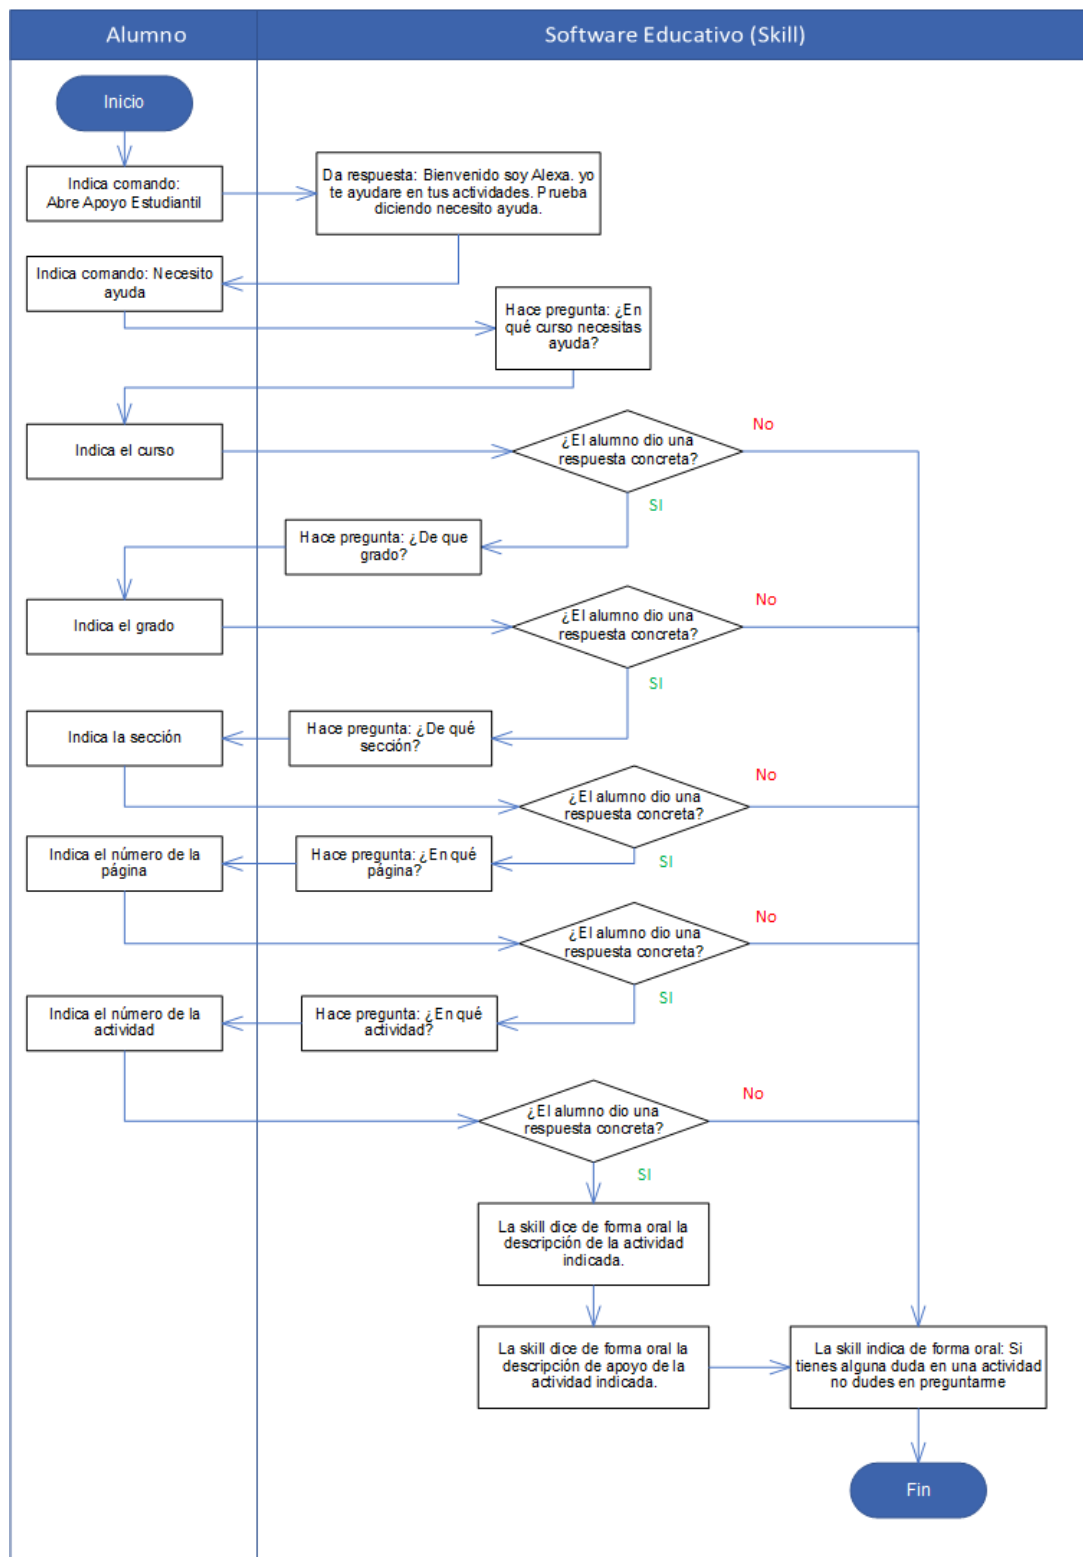 Alumno
Software Educativo (Skill)
Inicio
Indica comando:
Abre Apoyo Estudiantil
Da respuesta: Bienvenido soy Alexa. yo
te ayudare en tus actividades. Prueba
diciendo necesito ayuda.
Indica comando: Necesito
ayuda
Hace pregunta: ¿En
qué curso necesitas
ayuda?
Indica el curso
¿El alumno dio una
respuesta concreta?
No
SI
Hace pregunta: ¿De que
grado?
Indica el grado
¿El alumno dio una
respuesta concreta?
No
SI
Hace pregunta: ¿De qué
sección?
Indica la sección
¿El alumno dio una
respuesta concreta?
No
SI
Hace pregunta: ¿En qué
página?
Indica el número de la
página
¿El alumno dio una
respuesta concreta?
No
SI
Hace pregunta: ¿En qué
actividad?
Indica el número de la
actividad
¿El alumno dio una
respuesta concreta?
No
SI
La skill dice de forma oral la
descripción de la actividad
indicada.
La skill dice de forma oral la
descripción de apoyo de la
actividad indicada.
La skill indica de forma oral: Si
tienes alguna duda en una actividad
no dudes en preguntarme
Fin